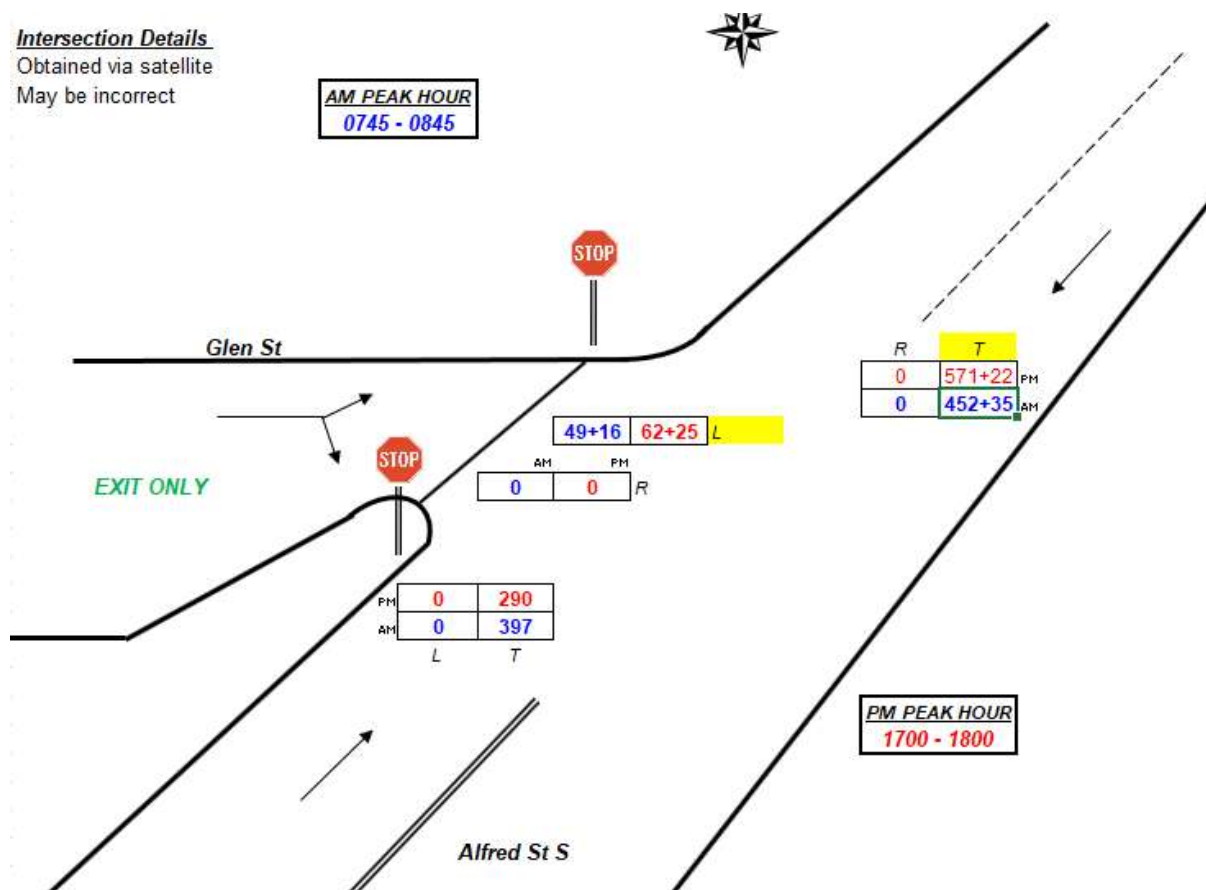 Intersection Details
Obtained via satellite
May be incorrect
AM PEAK HOUR
0745 - 0845
STOP
Glen St
R T
0 571+22 PM
0 452+35 AM
49+16 62+25 L
AM PM
0 0 R
STOP
EXIT ONLY
PM 0 290
AM 0 397
L T
PM PEAK HOUR
1700 - 1800
Alfred St S